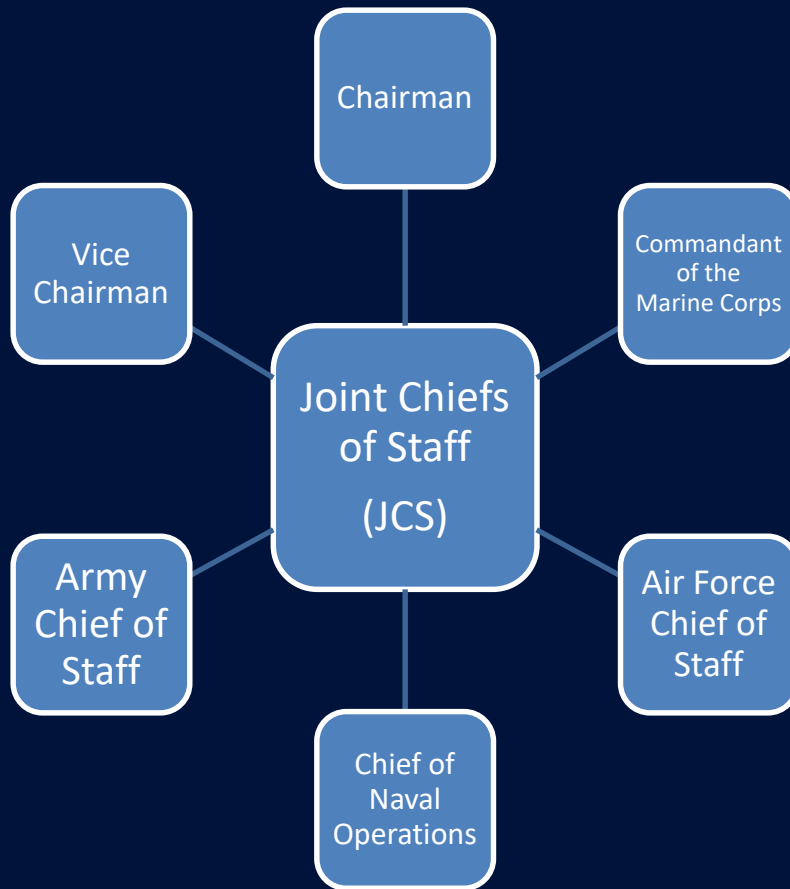 Chairman
Vice
Chairman
Commandant
of the
Marine Corps
Joint Chiefs
of Staff
(JCS)
Army
Chief of
Staff
Air Force
Chief of
Staff
Chief of
Naval
Operations